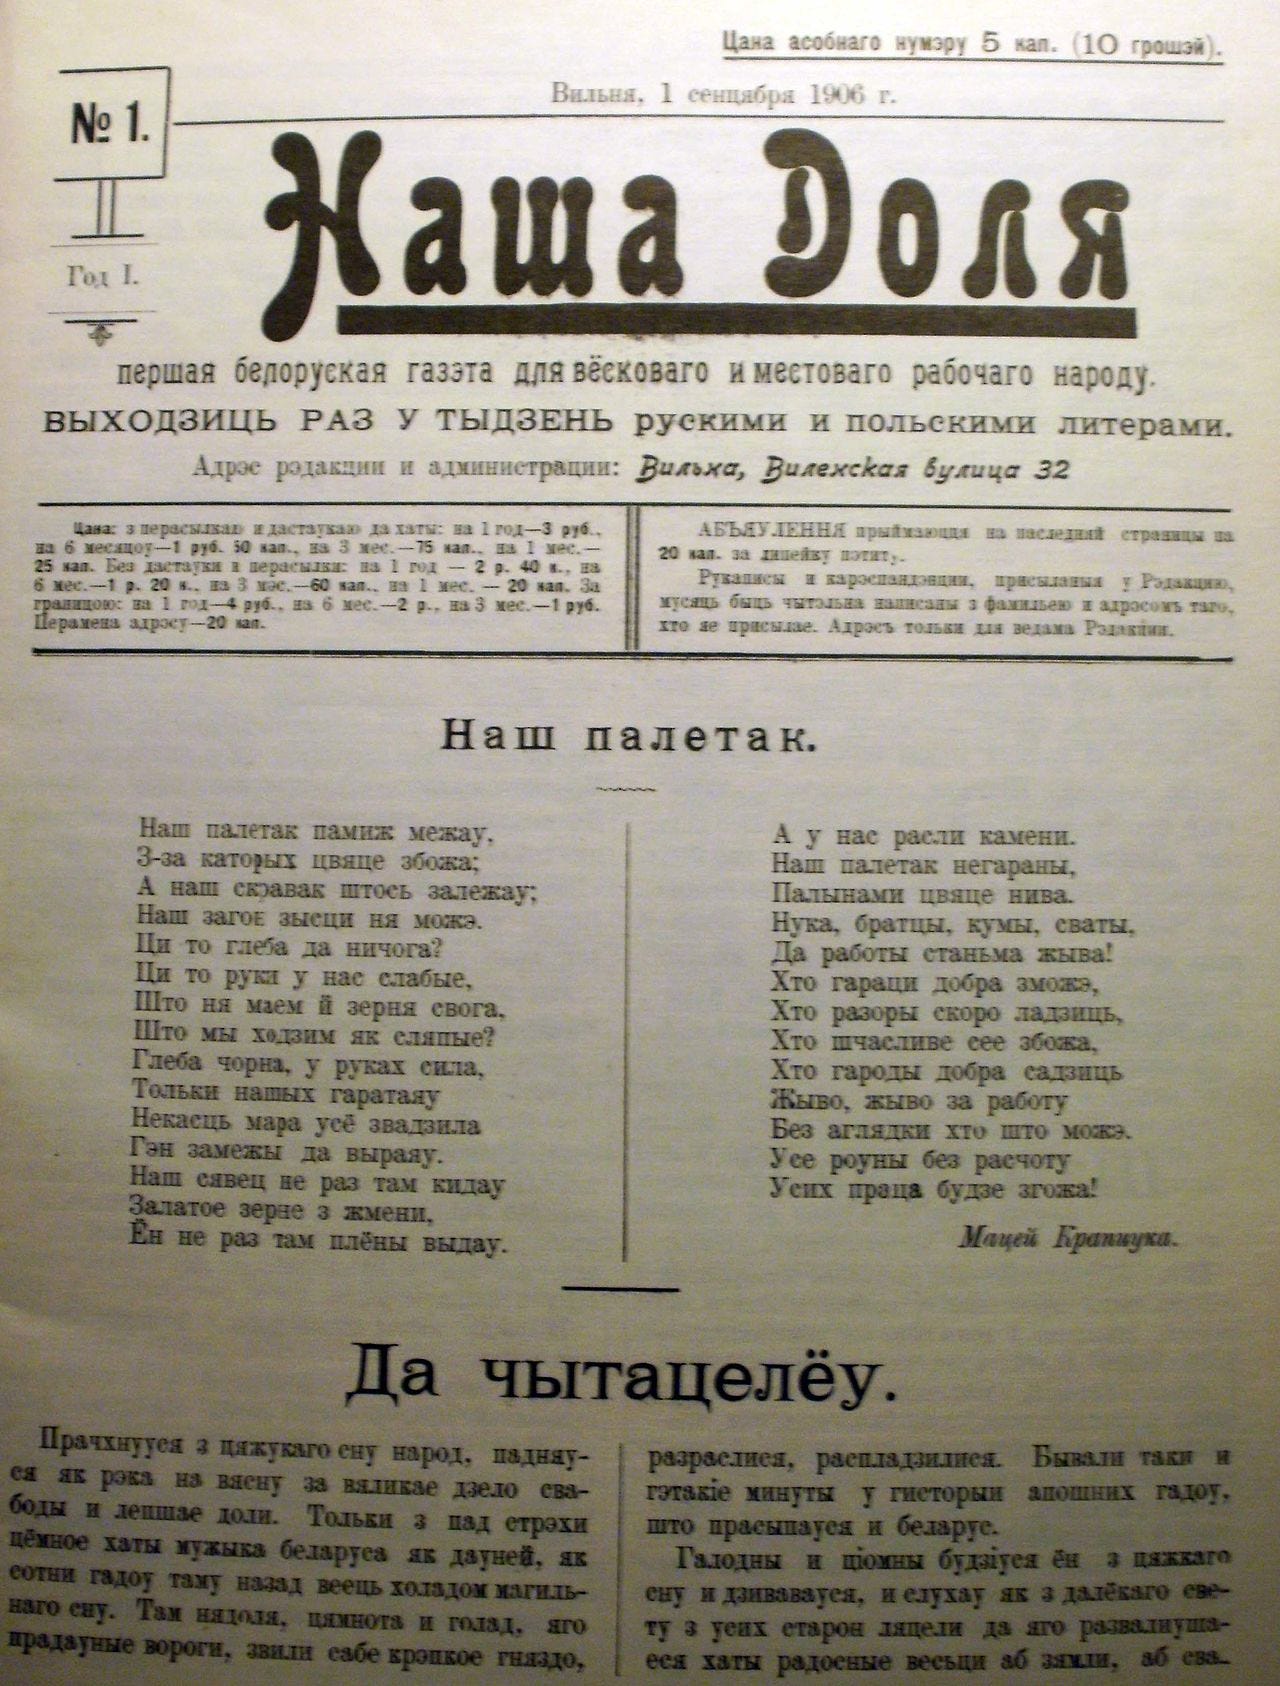 Цана асобнаго нумэру 5 кап. (10 грошэй).
Вильня, 1 сенцября 1906 г.
№ 1.
Год I.
Наша Доля
першая белоруская газэта для вёсковаго и местоваго рабочаго народу.
ВЫХОДЗИЦЬ РАЗ У ТЫДЗЕНЬ рускими и польскими литерами.
Адрэс рэдакции и администрации: Вильна, Виленская вулица 32
Цана: з перасылкаю и дастаукаю да хаты: на 1 год—3 руб.,
на 6 месяцоу—1 руб. 50 кап., на 3 мес.—75 кап., на 1 мес.—
25 кап. Без дастауки и перасылки: на 1 год — 2 р. 40 к., на
6 мес.—1 р. 20 к., на 3 мэс.—60 кап., на 1 мес. — 20 кап. За
границою: на 1 год—4 руб., на 6 мес.—2 р., на 3 мес.—1 руб.
Перамена адрэсу—20 кап.
АБЪЯУЛЕННЯ прыймающца на паследняй страницы па
20 кап. за линейку
Рукаписы и карэспандэнции, присыланыя у Рэдакцию,
мусяць быць чытэльна написаны з фамильею и адрэсомъ таго,
хто яе присылае. Адрэсъ только для ведама Рэдакции.
Наш палетак.
Наш палетак памиж межау,
З-за каторых цвяце збожа;
А наш скравак штось залежау;
Наш загон зысци ня можэ.
Ци то глеба да ничога?
Ци то руки у нас слабые,
Што ня маем й зерня свога,
Што мы ходзим як сляпые?
Глеба чорна, у руках сила,
Тольки нашых гаратаяу
Некасць мара усё звадзила
Гэн замежы да выраяу.
Наш сявец не раз там кидау
Залатое зерне з жмени,
Ён не раз там плёны выдау.
А у нас расли камени.
Наш палетак негараны,
Палынами цвяце нива.
Нука, братцы, кумы, сваты,
Да работы станьма жыва!
Хто гараци добра зможэ,
Хто разоры скоро ладзиць,
Хто шчасливе сее збожа,
Хто гароды добра садзиць
Жыво, жыво за работу
Без аглядки хто што можэ.
Усе роуны без расчоту
Усих праца будзе згожа!
Мацей Крапиука.
Да чытацелёу.
Прачхнууся з цяжукаго сну народ, падняу-
ся як рэка на вясну за вяликае дзело сва-
боды и лепшае доли. Тольки з пад стрэхи
цёмное хаты мужыка беларуса як дауней, як
сотни гадоу таму назад веець холадом магиль-
наго сну. Там нядоля, цямнота и голад, яго
прадауные вороги, звили сабе крэпкое гняздо,
разраслися, распладзилися. Бывали таки и
гэтакіе минуты у гисторыи апошних гадоу,
што прасыпауся и беларус.
Галодны и ціомны будзіуся ён з цяжкаго
сну и дзивавауся, и слухау як з далёкаго све-
ту з усих старон ляцели да яго развалиуша-
еся хаты радосные весьци аб зямли, аб сва-